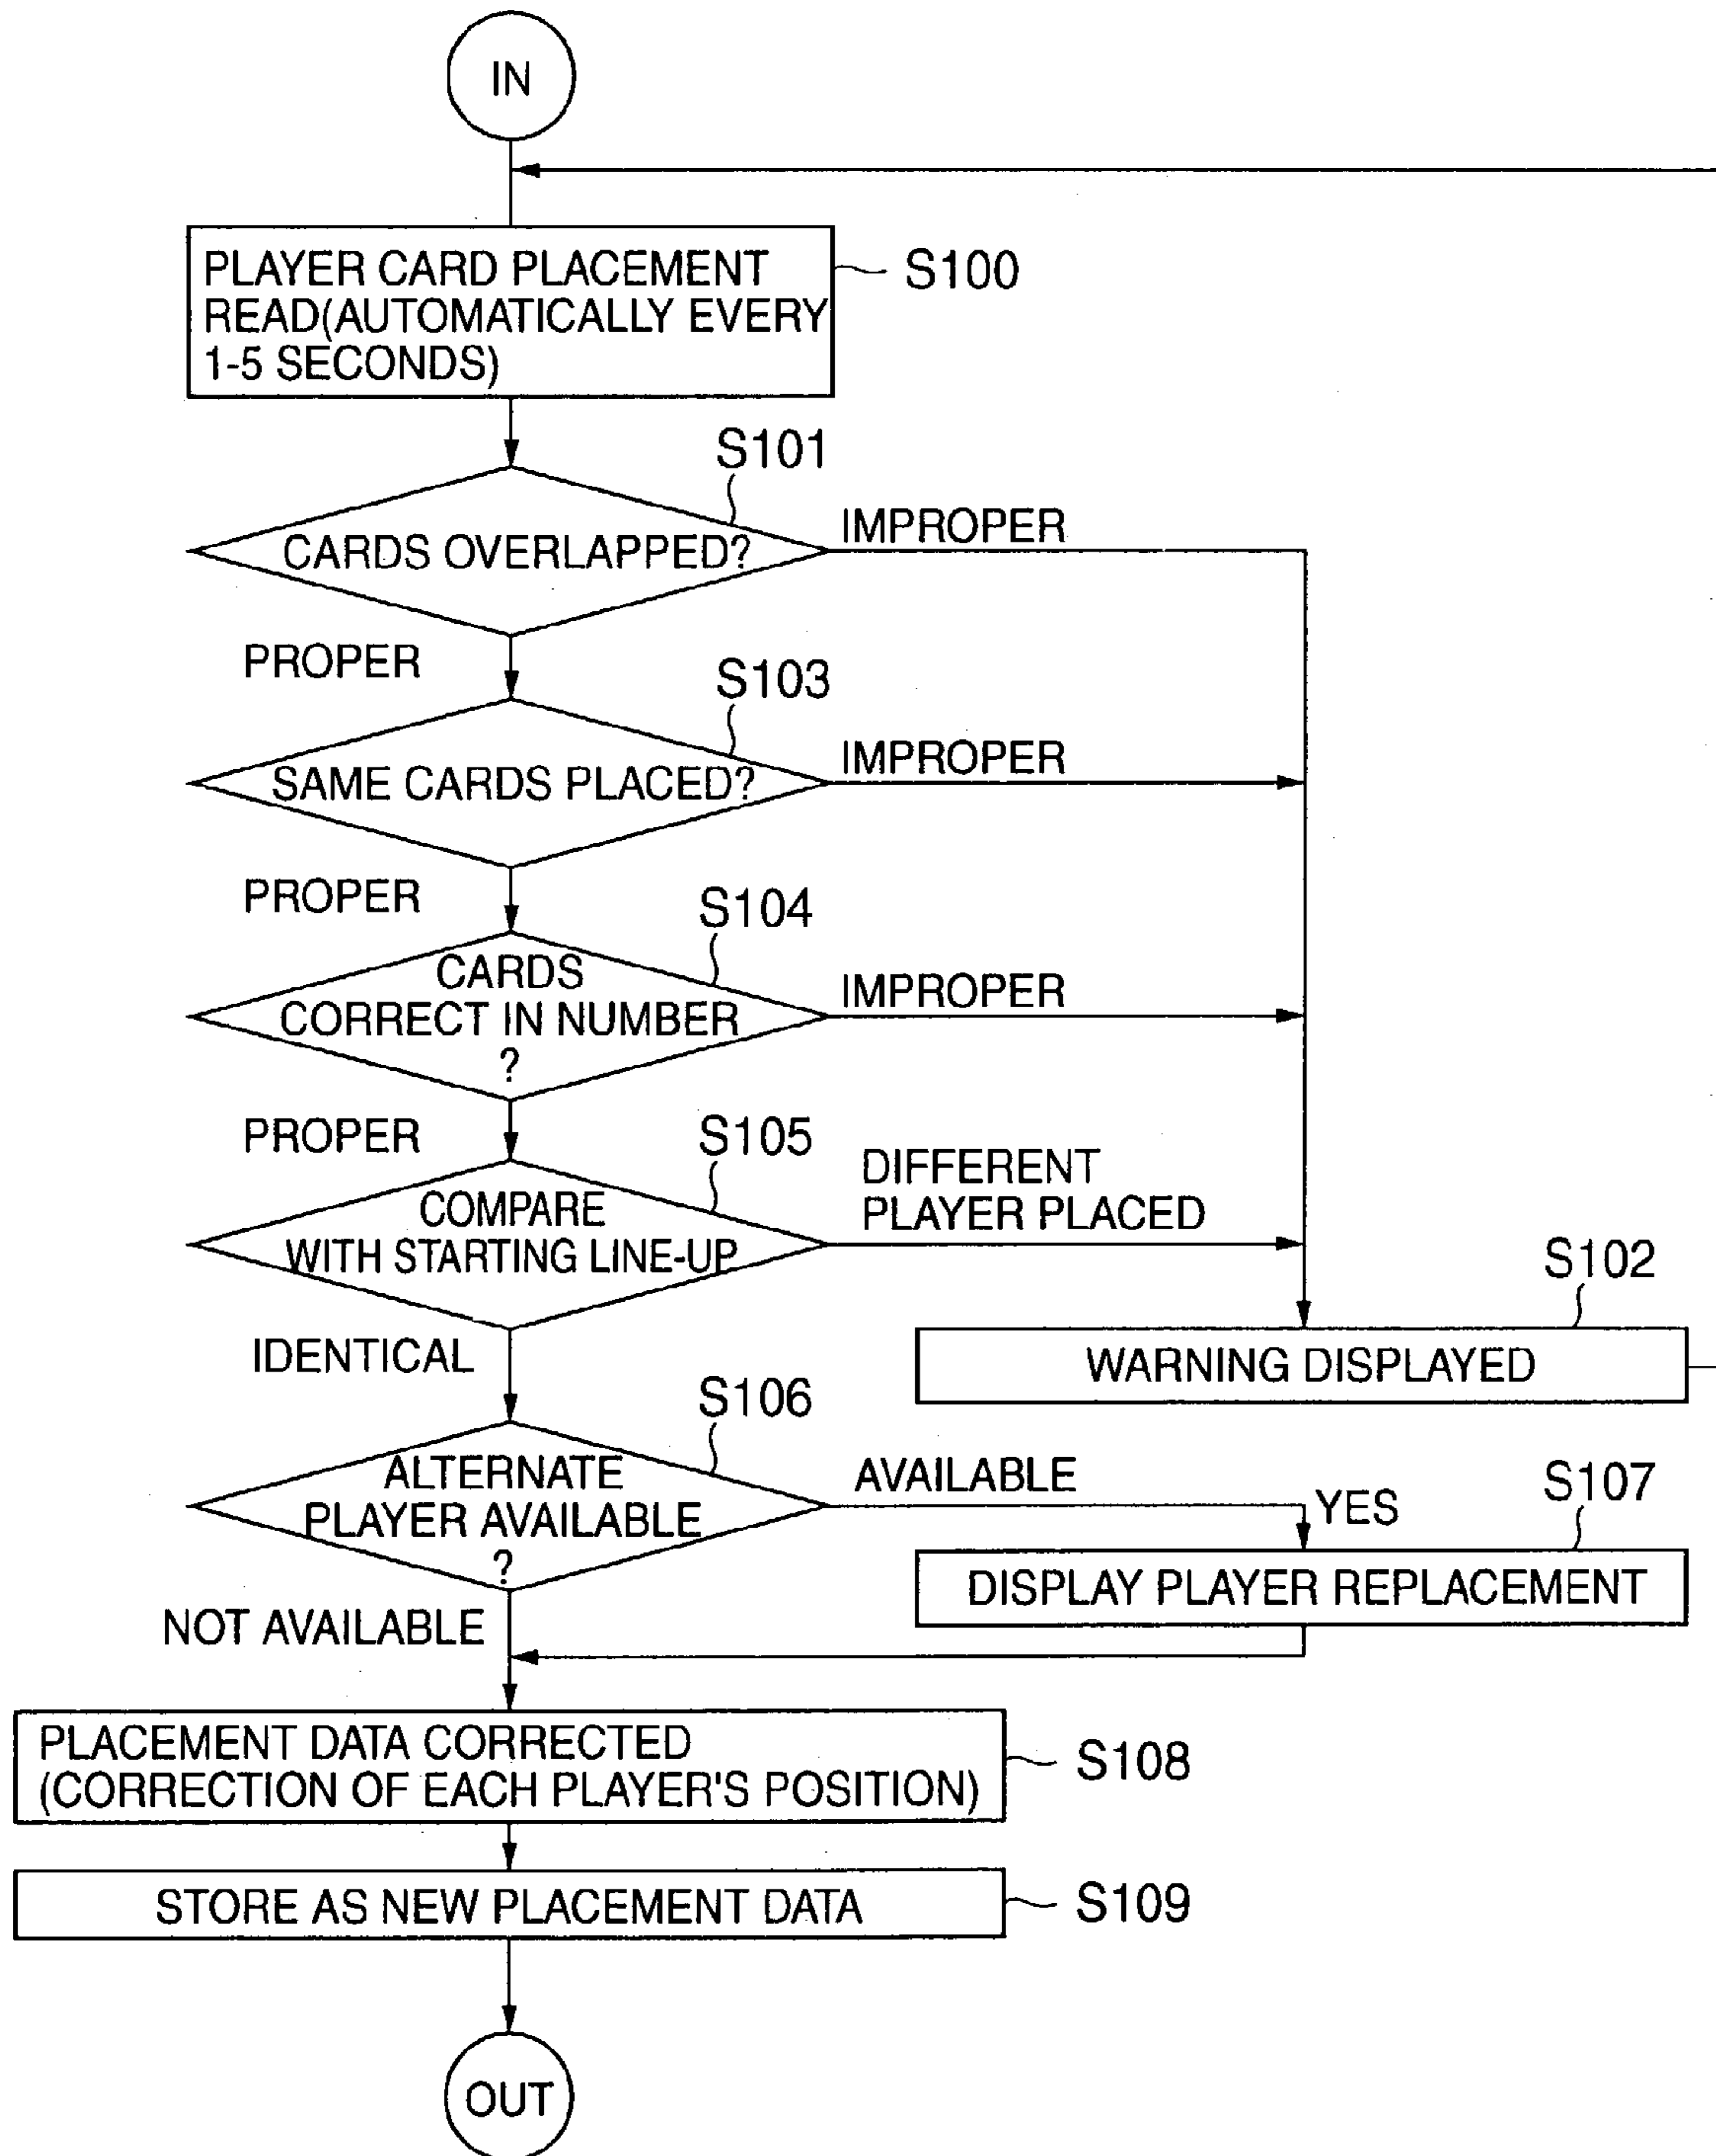 IN
PLAYER CARD PLACEMENT
READ(AUTOMATICALLY EVERY
1-5 SECONDS)
S100
S101
CARDS OVERLAPPED?
IMPROPER
PROPER
S103
SAME CARDS PLACED?
IMPROPER
PROPER
S104
CARDS
CORRECT IN NUMBER
?
IMPROPER
PROPER
S105
COMPARE
WITH STARTING LINE-UP
DIFFERENT
PLAYER PLACED
S102
WARNING DISPLAYED
IDENTICAL
S106
ALTERNATE
PLAYER AVAILABLE
?
AVAILABLE
YES
S107
DISPLAY PLAYER REPLACEMENT
NOT AVAILABLE
PLACEMENT DATA CORRECTED
(CORRECTION OF EACH PLAYER'S POSITION)
S108
STORE AS NEW PLACEMENT DATA
S109
OUT